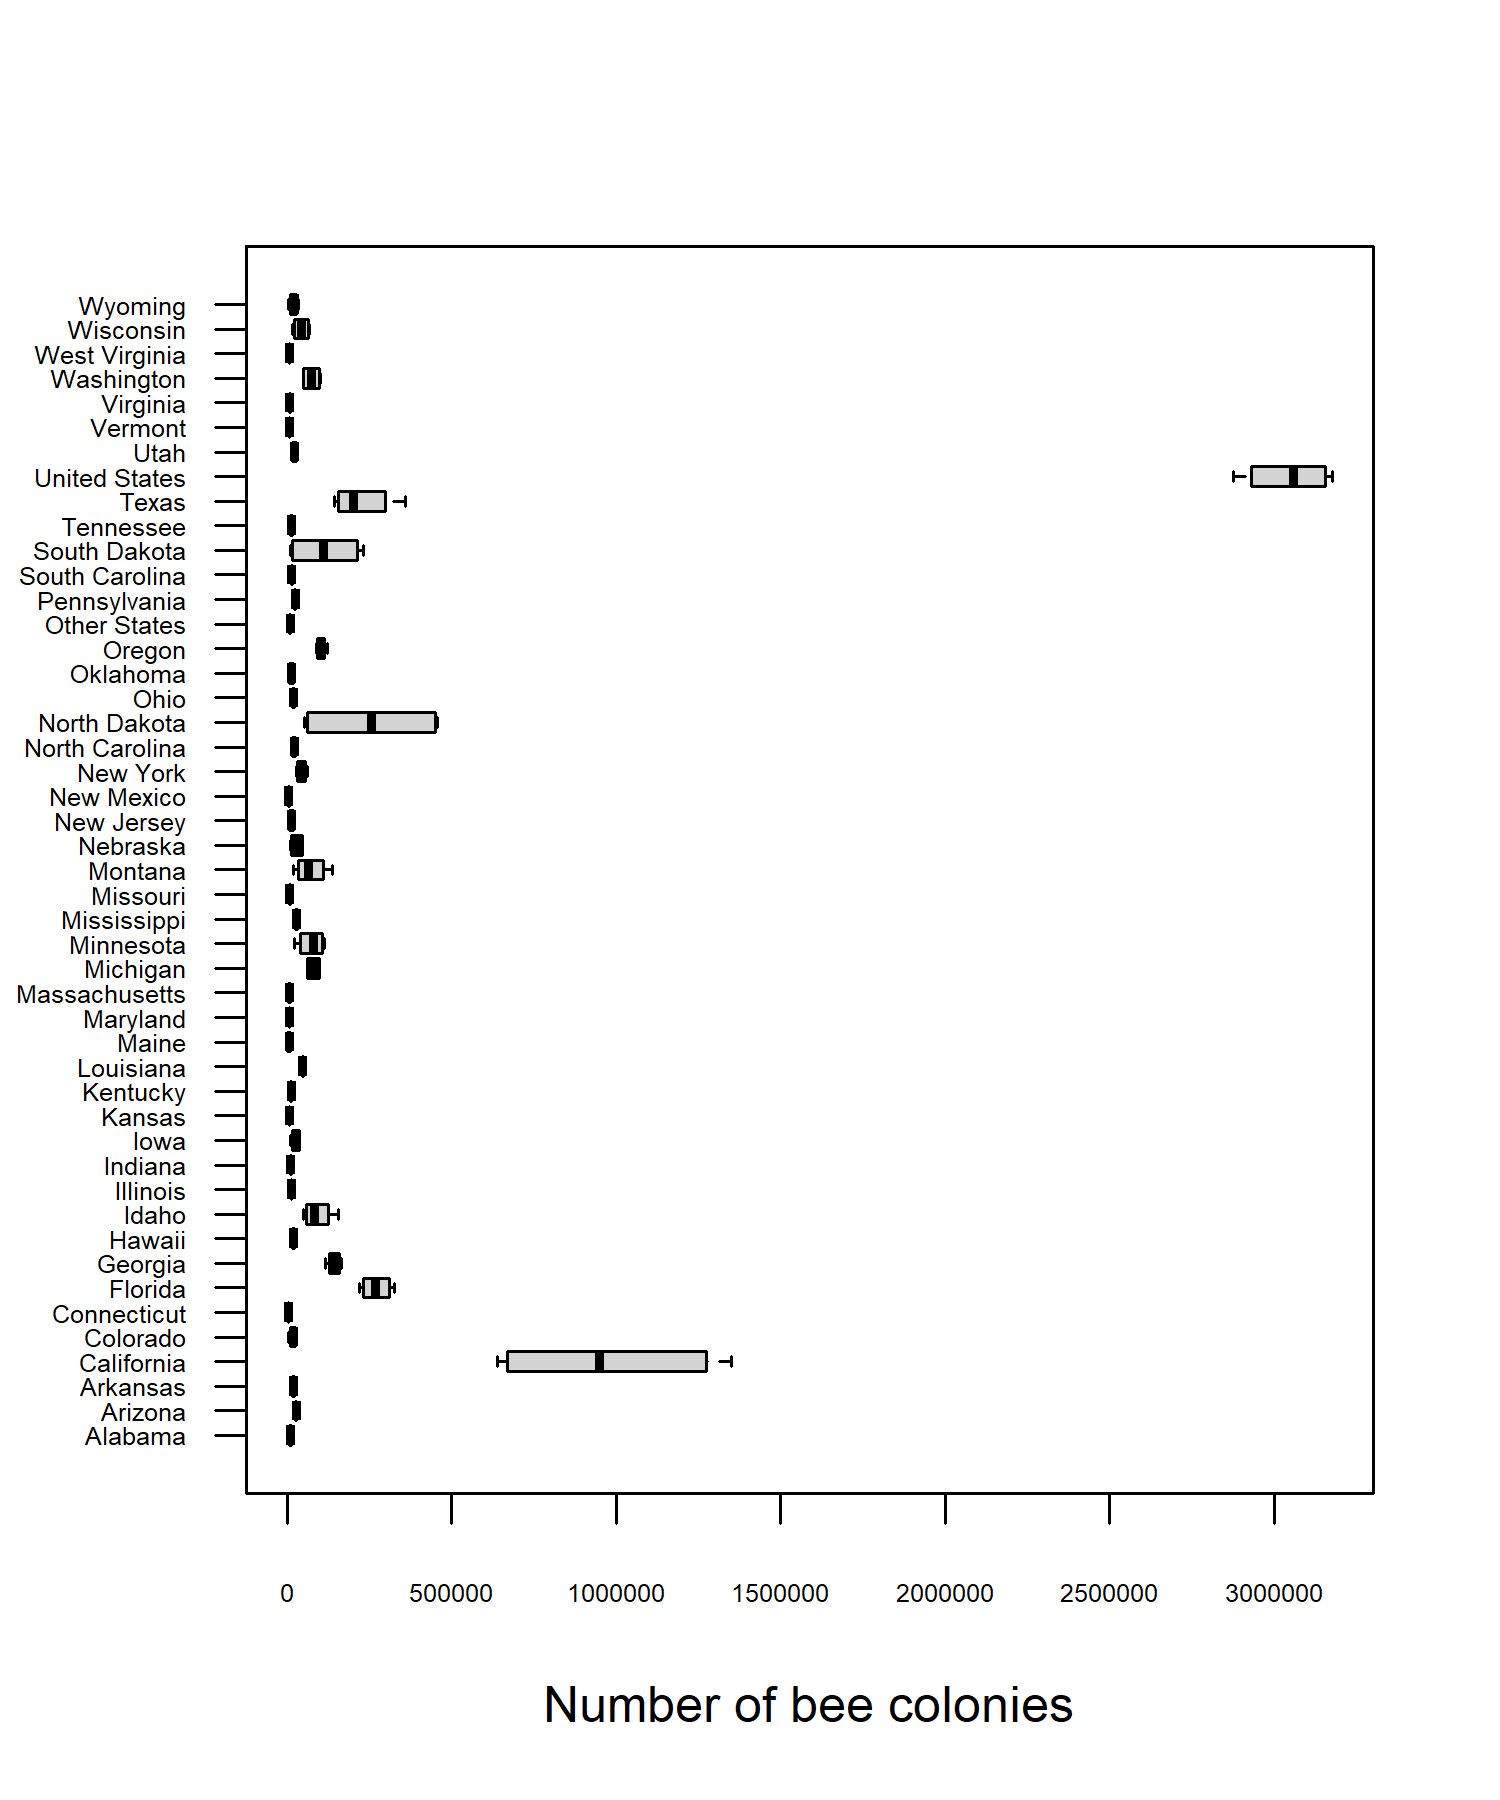 Wyoming
Wisconsin
West Virginia
Washington
Virginia
Vermont
Utah
United States
Texas
Tennessee
South Dakota
South Carolina
Pennsylvania
Other States
Oregon
Oklahoma
Ohio
North Dakota
North Carolina
New York
New Mexico
New Jersey
Nebraska
Montana
Missouri
Mississippi
Minnesota
Michigan
Massachusetts
Maryland
Maine
Louisiana
Kentucky
Kansas
Iowa
Indiana
Illinois
Idaho
Hawaii
Georgia
Florida
Connecticut
Colorado
California
Arkansas
Arizona
Alabama
0 500000 1000000 1500000 2000000 2500000 3000000
Number of bee colonies